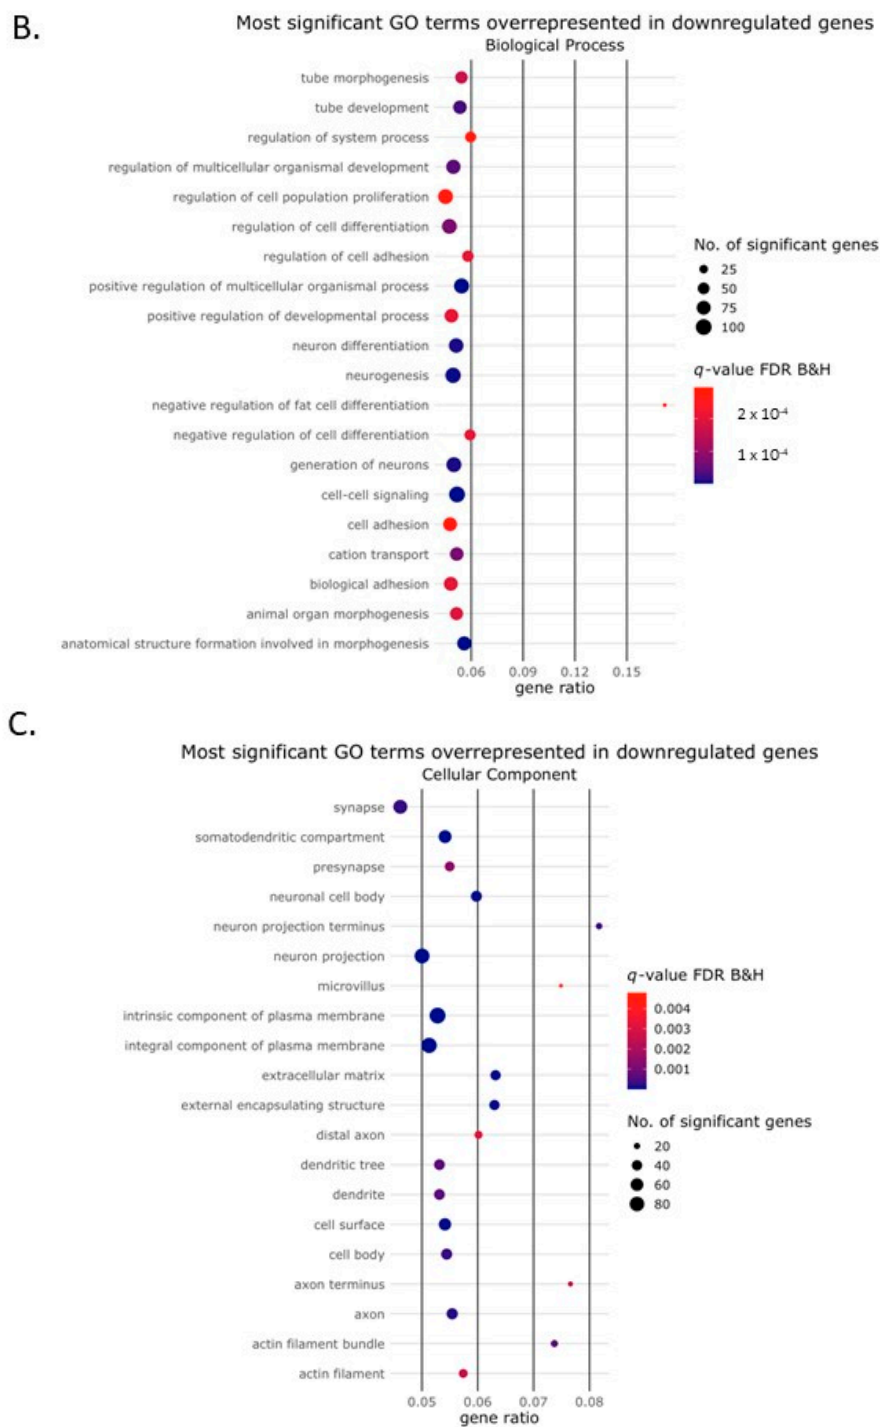 B.
Most significant GO terms overrepresented in downregulated genes
Biological Process
tube morphogenesis
tube development
regulation of system process
regulation of multicellular organismal development
regulation of cell population proliferation
regulation of cell differentiation
regulation of cell adhesion
positive regulation of multicellular organismal process
positive regulation of developmental process
neuron differentiation
neurogenesis
negative regulation of fat cell differentiation
negative regulation of cell differentiation
generation of neurons
cell-cell signaling
cell adhesion
cation transport
biological adhesion
animal organ morphogenesis
anatomical structure formation involved in morphogenesis
0.06 0.09 0.12 0.15
gene ratio
No. of significant genes
25
50
75
100
q-value FDR B&H
2 x 10⁻⁴
1 x 10⁻⁴
C.
Most significant GO terms overrepresented in downregulated genes
Cellular Component
synapse
somatodendritic compartment
presynapse
neuronal cell body
neuron projection terminus
neuron projection
microvillus
intrinsic component of plasma membrane
integral component of plasma membrane
extracellular matrix
external encapsulating structure
distal axon
dendritic tree
dendrite
cell surface
cell body
axon terminus
axon
actin filament bundle
actin filament
0.05 0.06 0.07 0.08
gene ratio
q-value FDR B&H
0.004
0.003
0.002
0.001
No. of significant genes
20
40
60
80